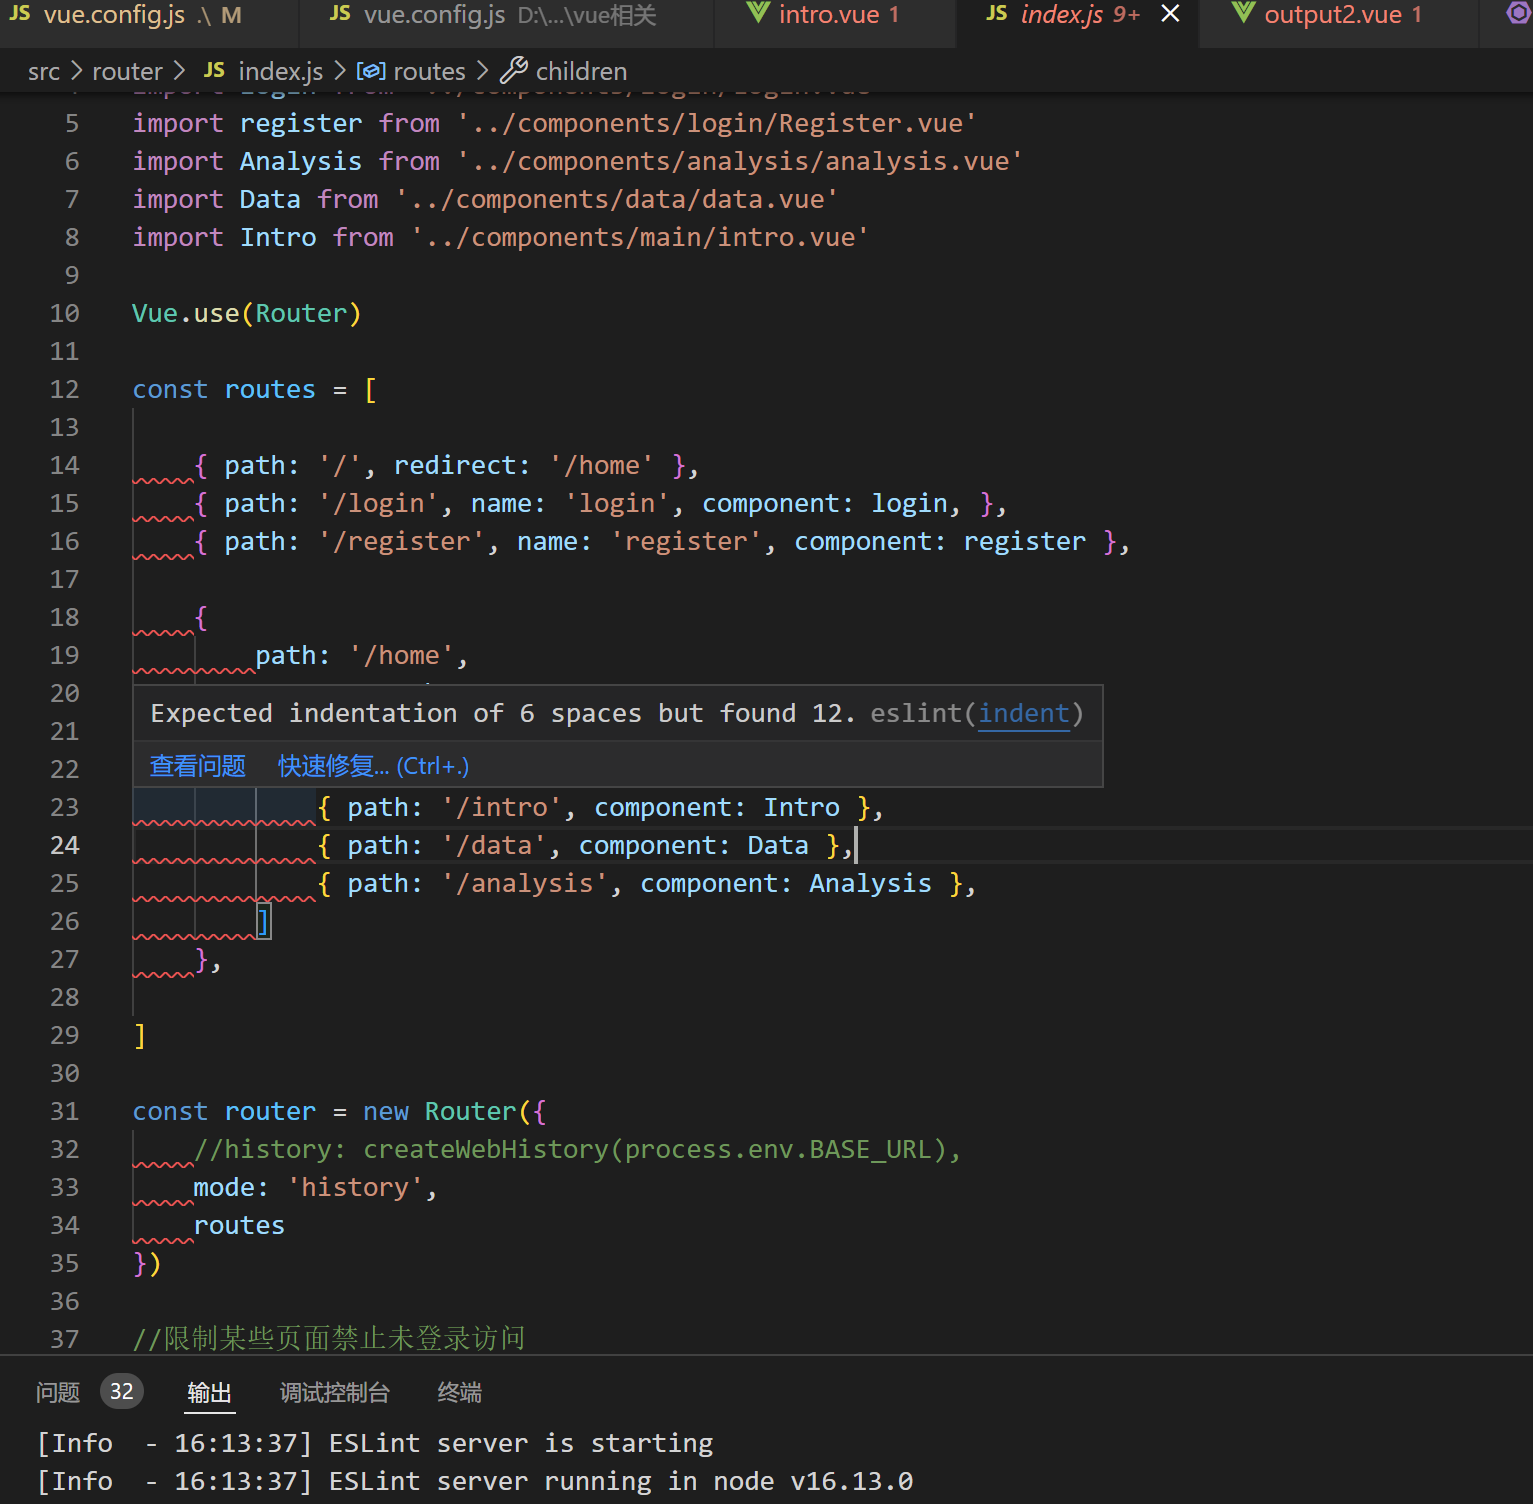 JS vue.config.js .\ M JS vue.config.js D:\...\vue相关 intro.vue 1 JS index.js 9+ output2.vue 1
src > router > JS index.js > routes > children
5 import register from '../components/login/Register.vue'
6 import Analysis from '../components/analysis/analysis.vue'
7 import Data from '../components/data/data.vue'
8 import Intro from '../components/main/intro.vue'
9
10 Vue.use(Router)
11
12 const routes = [
13
14 { path: '/', redirect: '/home' },
15 { path: '/login', name: 'login', component: login, },
16 { path: '/register', name: 'register', component: register },
17
18 {
19 path: '/home',
20
Expected indentation of 6 spaces but found 12. eslint(indent)
21
22 查看问题 快速修复... (Ctrl+.)
23 { path: '/intro', component: Intro },
24 { path: '/data', component: Data },
25 { path: '/analysis', component: Analysis },
26 ]
27 },
28
29 ]
30
31 const router = new Router({
32 //history: createWebHistory(process.env.BASE_URL),
33 mode: 'history',
34 routes
35 })
36
37 //限制某些页面禁止未登录访问
问题 32 输出 调试控制台 终端
[Info  - 16:13:37] ESLint server is starting
[Info  - 16:13:37] ESLint server running in node v16.13.0